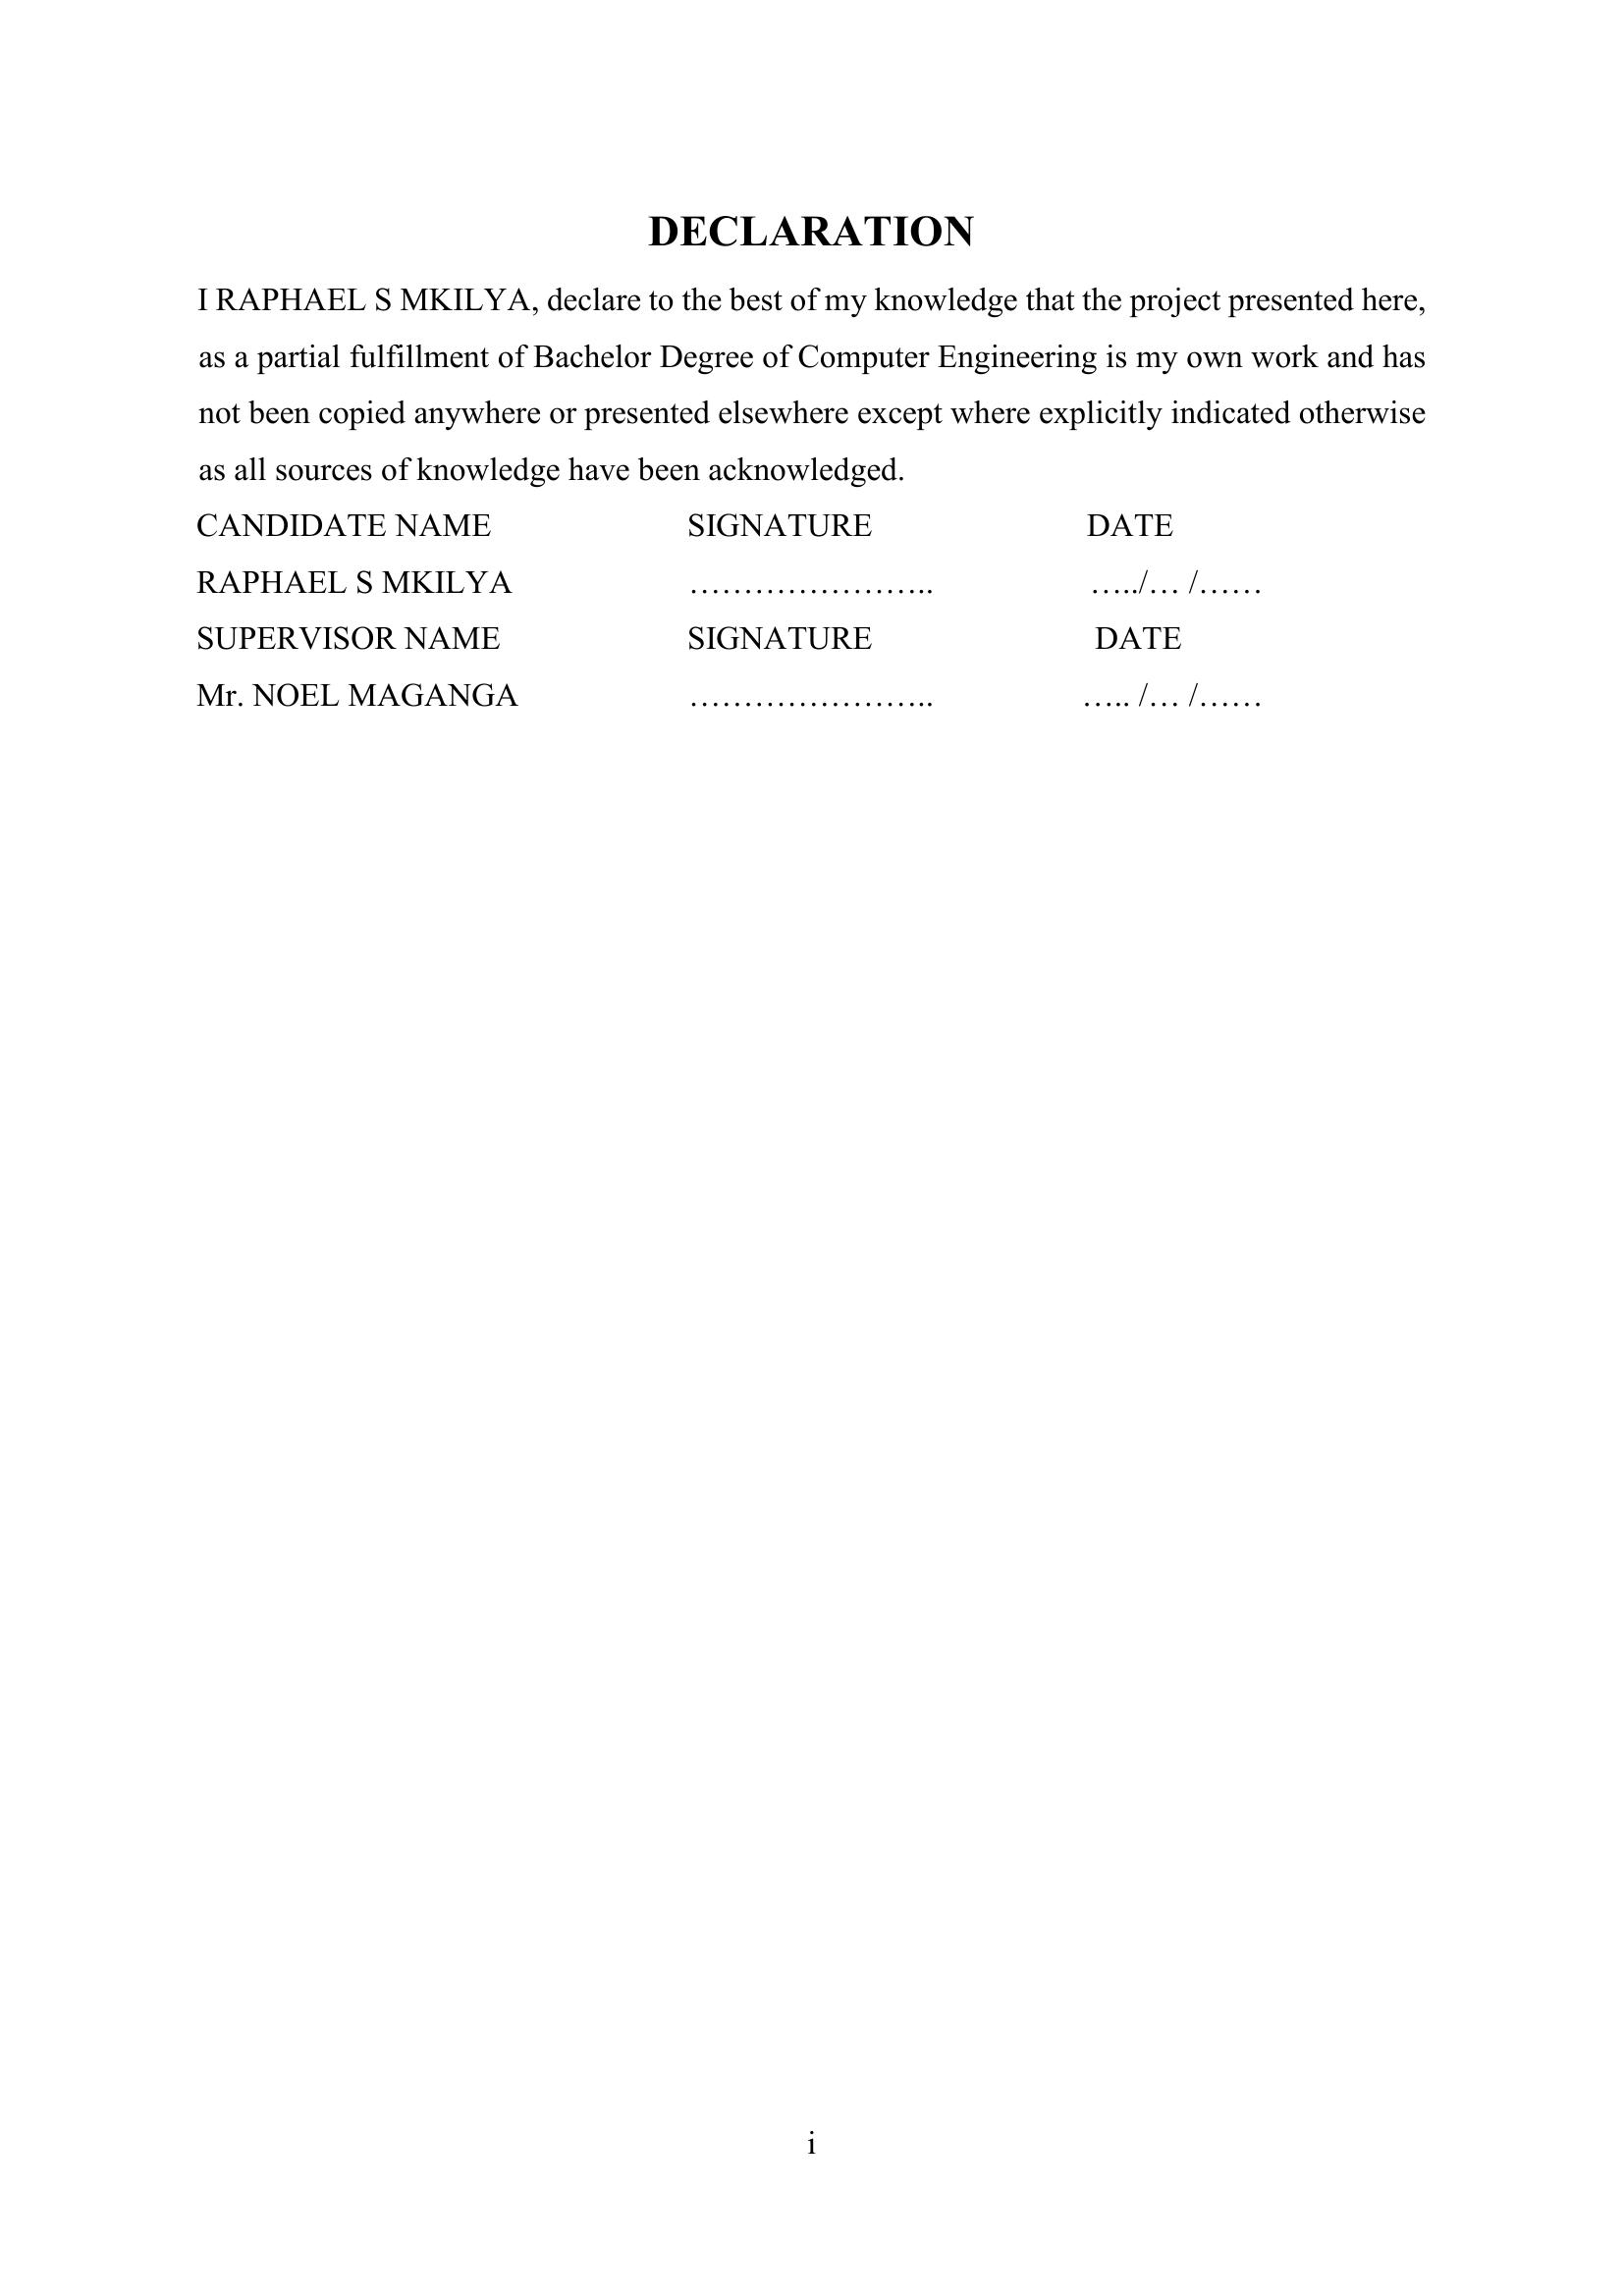 DECLARATION
I RAPHAEL S MKILYA, declare to the best of my knowledge that the project presented here,
as a partial fulfillment of Bachelor Degree of Computer Engineering is my own work and has
not been copied anywhere or presented elsewhere except where explicitly indicated otherwise
as all sources of knowledge have been acknowledged.
CANDIDATE NAME SIGNATURE DATE
RAPHAEL S MKILYA ………………….. …../… /……
SUPERVISOR NAME SIGNATURE DATE
Mr. NOEL MAGANGA ………………….. ….. /… /……
i